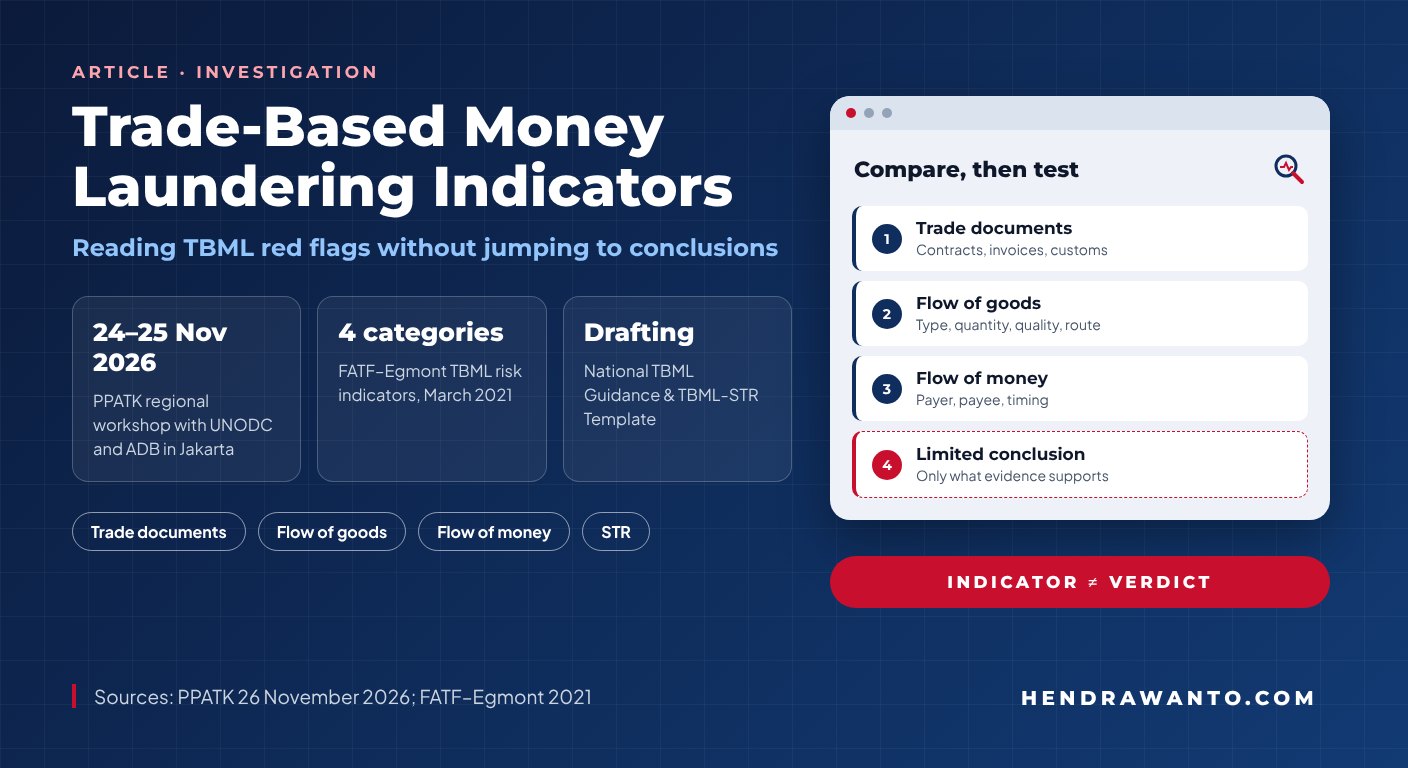 ARTICLE · INVESTIGATION
Trade-Based Money
Laundering Indicators
Reading TBML red flags without jumping to conclusions
24–25 Nov
2026
PPATK regional
workshop with UNODC
and ADB in Jakarta
4 categories
FATF–Egmont TBML risk
indicators, March 2021
Drafting
National TBML
Guidance & TBML-STR
Template
Trade documents
Flow of goods
Flow of money
STR
Compare, then test
1
Trade documents
Contracts, invoices, customs
2
Flow of goods
Type, quantity, quality, route
3
Flow of money
Payer, payee, timing
4
Limited conclusion
Only what evidence supports
INDICATOR ≠ VERDICT
Sources: PPATK 26 November 2026; FATF–Egmont 2021
HENDRAWANTO.COM